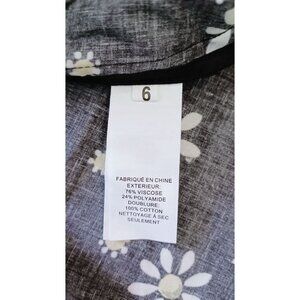 6
FABRIQUÉ EN CHINE
EXTERIEUR:
76% VISCOSE
24% POLYAMIDE
DOUBLURE:
100% COTTON
NETTOYAGE À SEC
SEULEMENT